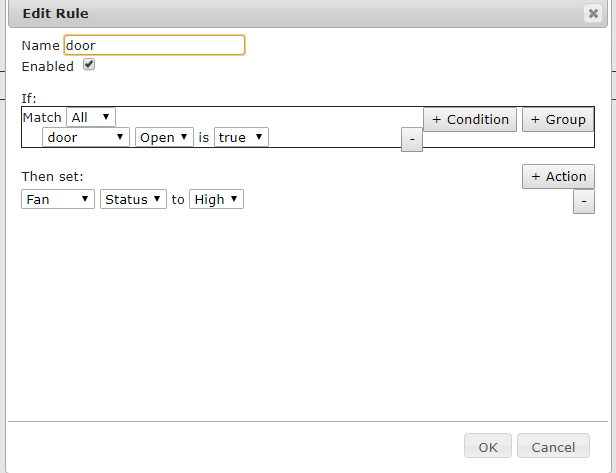 Edit Rule
Name door
Enabled
If:
Match All + Condition + Group
door Open is true -
Then set: + Action
Fan Status to High -
OK Cancel